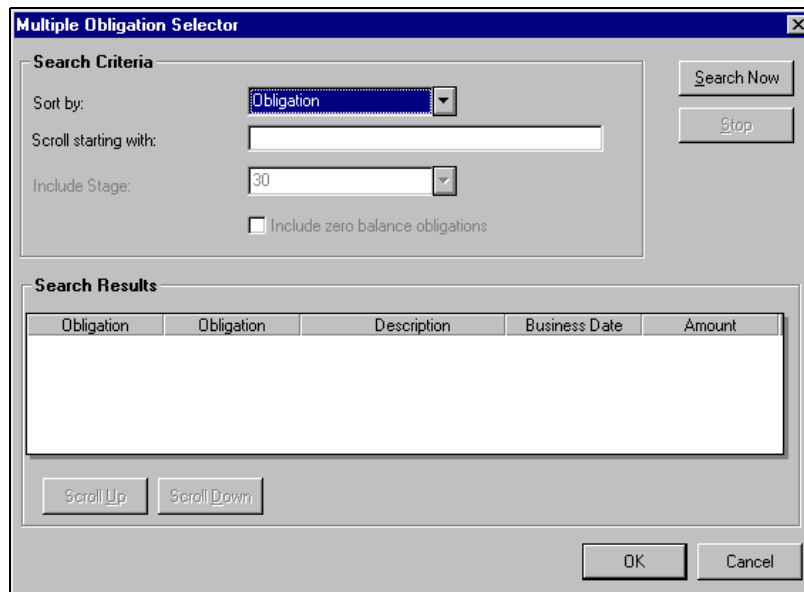 Multiple Obligation Selector
Search Criteria
Sort by:
Obligation
Search Now
Scroll starting with:
Stop
Include Stage:
30
Include zero balance obligations
Search Results
Obligation Obligation Description Business Date Amount
Scroll Up Scroll Down
OK Cancel